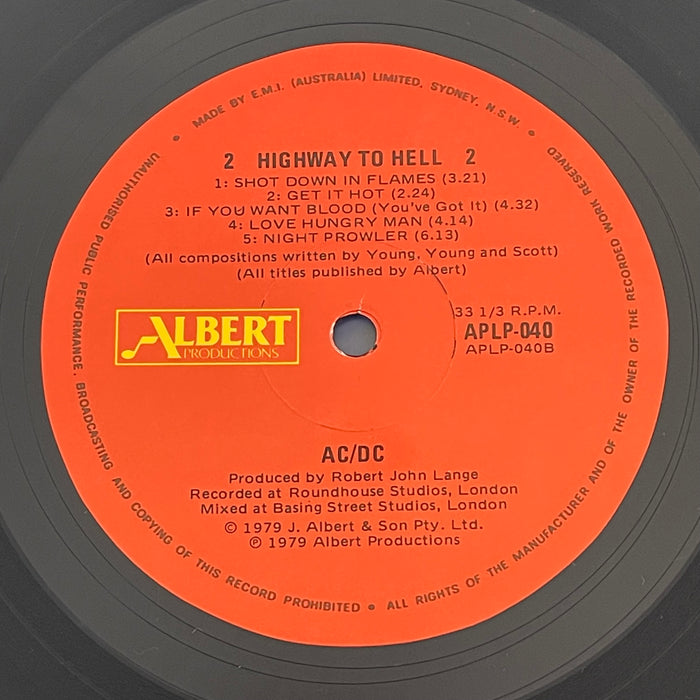 MADE BY E.M.I. (AUSTRALIA) LIMITED, SYDNEY, N.S.W.
2 HIGHWAY TO HELL 2
1: SHOT DOWN IN FLAMES (3.21)
2: GET IT HOT (2.24)
3: IF YOU WANT BLOOD (You've Got It) (4.32)
4: LOVE HUNGRY MAN (4.14)
5: NIGHT PROWLER (6.13)
(All compositions written by Young, Young and Scott)
(All titles published by Albert)
ALBERT
PRODUCTIONS
33 1/3 R.P.M.
APLP-040
APLP-040B
AC/DC
Produced by Robert John Lange
Recorded at Roundhouse Studios, London
Mixed at Basing Street Studios, London
© 1979 J. Albert & Son Pty. Ltd.
℗ 1979 Albert Productions
UNAUTHORISED PUBLIC PERFORMANCE, BROADCASTING AND COPYING OF THIS RECORD PROHIBITED • ALL RIGHTS OF THE MANUFACTURER AND OF THE OWNER OF THE RECORDED WORK RESERVED